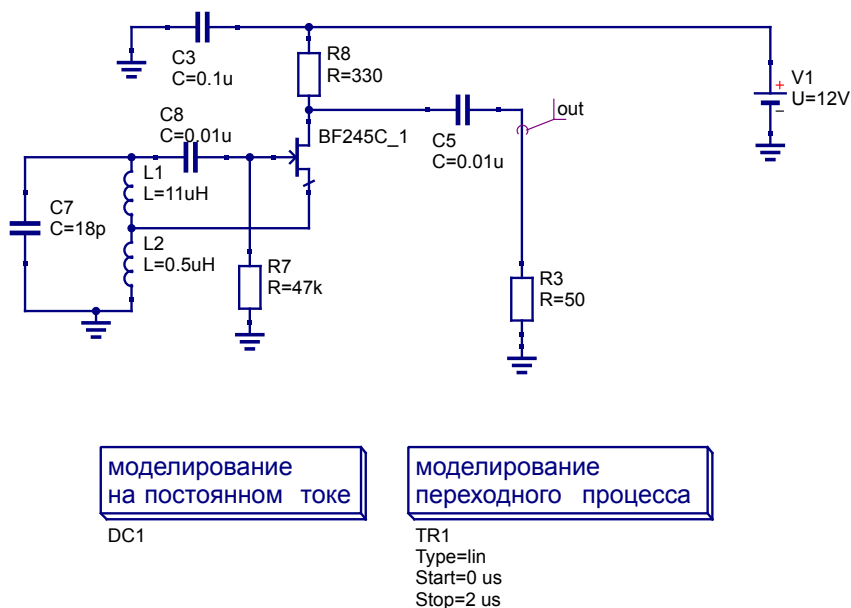 C3
C=0.1u
R8
R=330
V1
U=12V
out
C8
C=0.01u
BF245C_1
C5
C=0.01u
L1
L=11uH
C7
C=18p
L2
L=0.5uH
R7
R=47k
R3
R=50
моделирование
на постоянном токе
DC1
моделирование
переходного процесса
TR1
Type=lin
Start=0 us
Stop=2 us